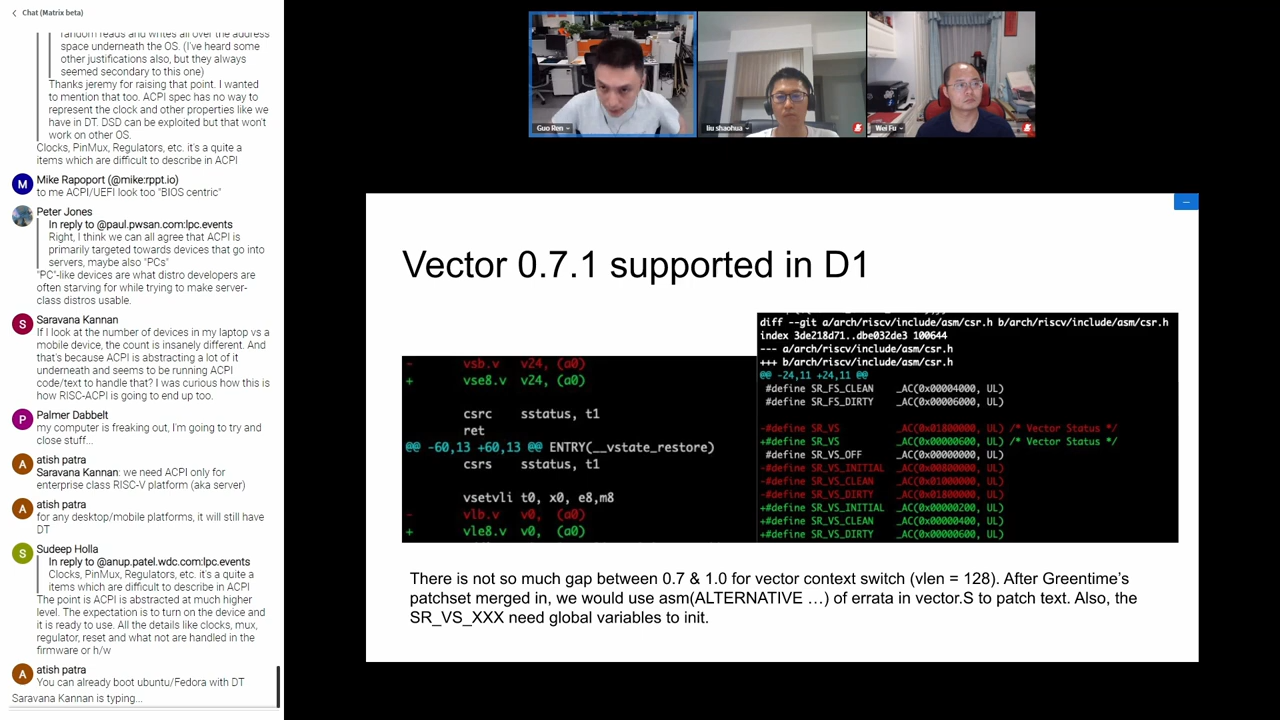 Chat (Matrix beta)
random reads and writes all over the address
space underneath the OS. (I've heard some
other justifications also, but they always
seemed secondary to this one)
Thanks jeremy for raising that point. I wanted
to mention that too. ACPI spec has no way to
represent the clock and other properties like we
have in DT. DSD can be exploited but that won't
work on other OS.
Clocks, PinMux, Regulators, etc. it's a quite a
items which are difficult to describe in ACPI
M
Mike Rapoport (@mike:rppt.io)
to me ACPI/UEFI look too "BIOS centric"
Peter Jones
In reply to @paul.pwsan.com:lpc.events
Right, I think we can all agree that ACPI is
primarily targeted towards devices that go into
servers, maybe also "PCs"
"PC"-like devices are what distro developers are
often starving for while trying to make server-
class distros usable.
S
Saravana Kannan
If I look at the number of devices in my laptop vs a
mobile device, the count is insanely different. And
that's because ACPI is abstracting a lot of it
underneath and seems to be running ACPI
code/text to handle that? I was curious how this is
how RISC-ACPI is going to end up too.
P
Palmer Dabbelt
my computer is freaking out, I'm going to try and
close stuff...
A
atish patra
Saravana Kannan: we need ACPI only for
enterprise class RISC-V platform (aka server)
A
atish patra
for any desktop/mobile platforms, it will still have
DT
S
Sudeep Holla
In reply to @anup.patel.wdc.com:lpc.events
Clocks, PinMux, Regulators, etc. it's a quite a
items which are difficult to describe in ACPI
The point is ACPI is abstracted at much higher
level. The expectation is to turn on the device and
it is ready to use. All the details like clocks, mux,
regulator, reset and what not are handled in the
firmware or h/w
A
atish patra
You can already boot ubuntu/Fedora with DT
Saravana Kannan is typing...
Guo Ren
liu shaohua
Wei Fu
Vector 0.7.1 supported in D1
- vsb.v v24, (a0)
+ vse8.v v24, (a0)
csrc sstatus, t1
ret
@@ -60,13 +60,13 @@ ENTRY(__vstate_restore)
csrs sstatus, t1
vsetvli t0, x0, e8,m8
- vlb.v v0, (a0)
+ vle8.v v0, (a0)
diff --git a/arch/riscv/include/asm/csr.h b/arch/riscv/include/asm/csr.h
index 3de218d71..dbe032de3 100644
--- a/arch/riscv/include/asm/csr.h
+++ b/arch/riscv/include/asm/csr.h
@@ -24,11 +24,11 @@
#define SR_FS_CLEAN _AC(0x00004000, UL)
#define SR_FS_DIRTY _AC(0x00006000, UL)
-#define SR_VS _AC(0x01800000, UL) /* Vector Status */
+#define SR_VS _AC(0x00000600, UL) /* Vector Status */
#define SR_VS_OFF _AC(0x00000000, UL)
-#define SR_VS_INITIAL _AC(0x00800000, UL)
-#define SR_VS_CLEAN _AC(0x01000000, UL)
-#define SR_VS_DIRTY _AC(0x01800000, UL)
+#define SR_VS_INITIAL _AC(0x00000200, UL)
+#define SR_VS_CLEAN _AC(0x00000400, UL)
+#define SR_VS_DIRTY _AC(0x00000600, UL)
There is not so much gap between 0.7 & 1.0 for vector context switch (vlen = 128). After Greentime's
patchset merged in, we would use asm(ALTERNATIVE …) of errata in vector.S to patch text. Also, the
SR_VS_XXX need global variables to init.